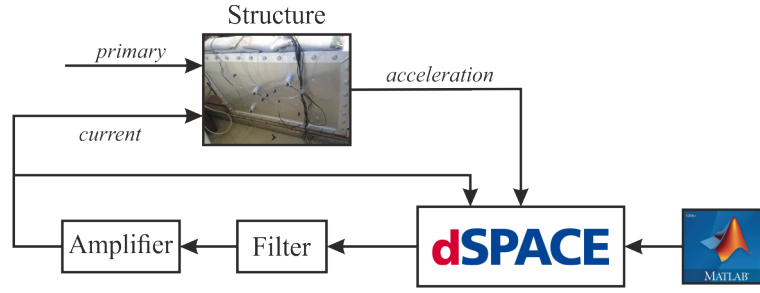 Structure
primary
acceleration
current
Amplifier
Filter
dSPACE
MATLAB